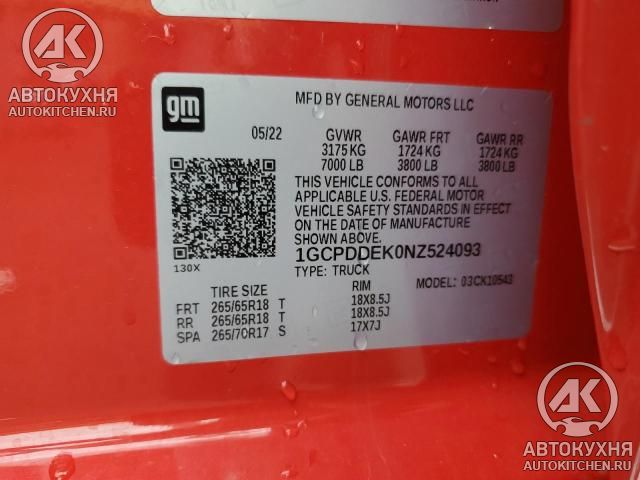 AK
АВТОКУХНЯ
AUTOKITCHEN.RU
gm
MFD BY GENERAL MOTORS LLC
05/22 GVWR GAWR FRT GAWR RR
3175 KG 1724 KG 1724 KG
7000 LB 3800 LB 3800 LB
THIS VEHICLE CONFORMS TO ALL
APPLICABLE U.S. FEDERAL MOTOR
VEHICLE SAFETY STANDARDS IN EFFECT
ON THE DATE OF MANUFACTURE
SHOWN ABOVE.
1GCPDDEK0NZ524093
130X
TYPE: TRUCK MODEL: 03CK10543
TIRE SIZE RIM
FRT 265/65R18 T 18X8.5J
RR 265/65R18 T 18X8.5J
SPA 265/70R17 S 17X7J
AK
АВТОКУХНЯ
AUTOKITCHEN.RU